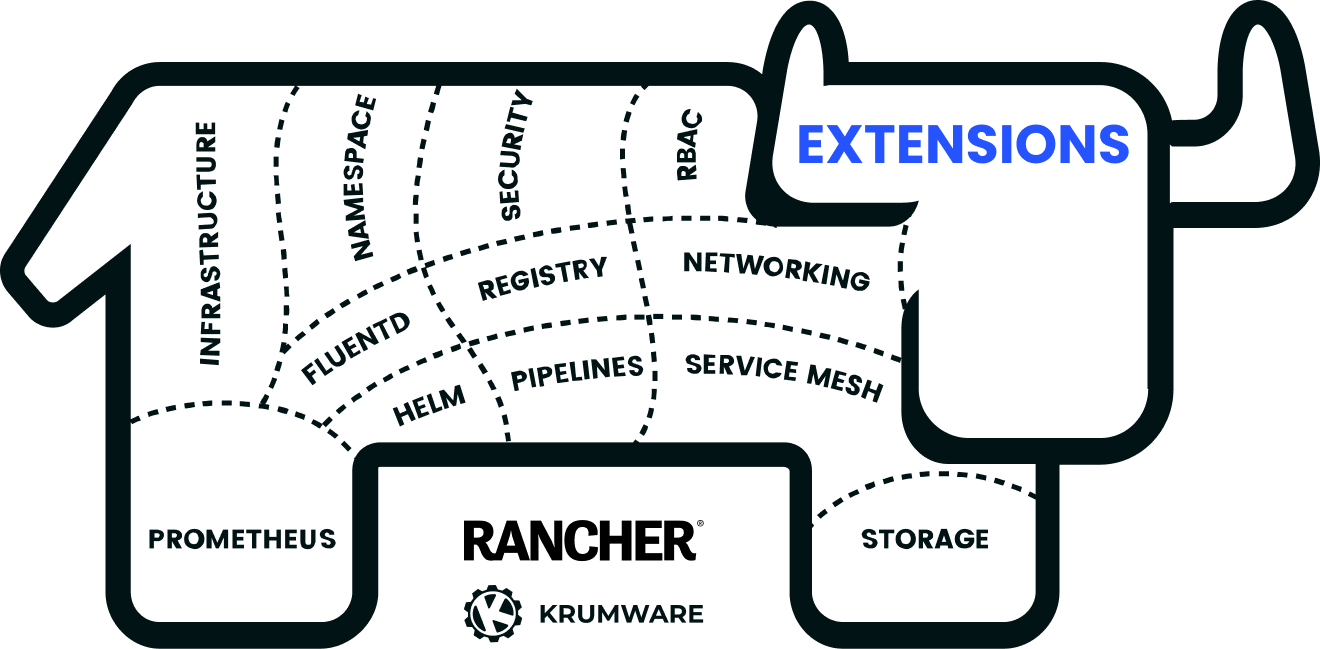 EXTENSIONS
INFRASTRUCTURE
NAMESPACE
SECURITY
RBAC
FLUENTD
REGISTRY
NETWORKING
HELM
PIPELINES
SERVICE MESH
PROMETHEUS
STORAGE
RANCHER®
KRUMWARE